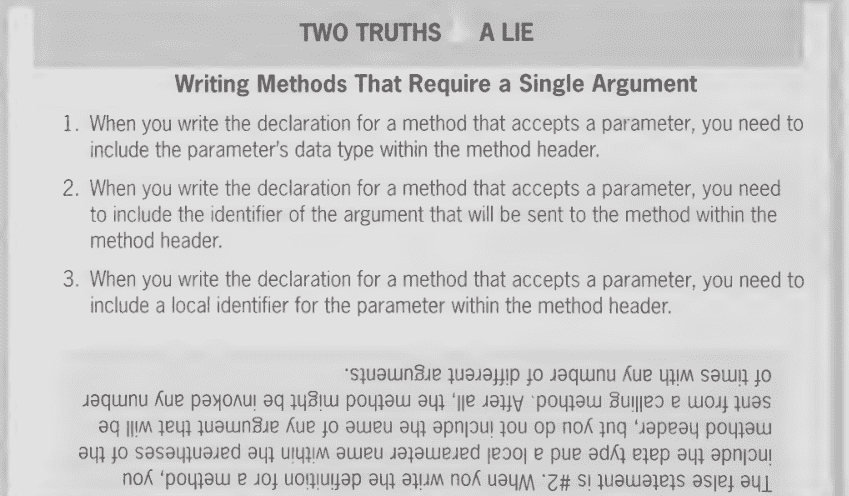 TWO TRUTHS A LIE
Writing Methods That Require a Single Argument
1. When you write the declaration for a method that accepts a parameter, you need to
include the parameter's data type within the method header.
2. When you write the declaration for a method that accepts a parameter, you need
to include the identifier of the argument that will be sent to the method within the
method header.
3. When you write the declaration for a method that accepts a parameter, you need to
include a local identifier for the parameter within the method header.
The false statement is #2. When you write the definition for a method, you
include the data type and a local parameter name within the parentheses of the
method header, but you do not include the name of any argument that will be
sent from a calling method. After all, the method might be invoked any number
of times with any number of different arguments.